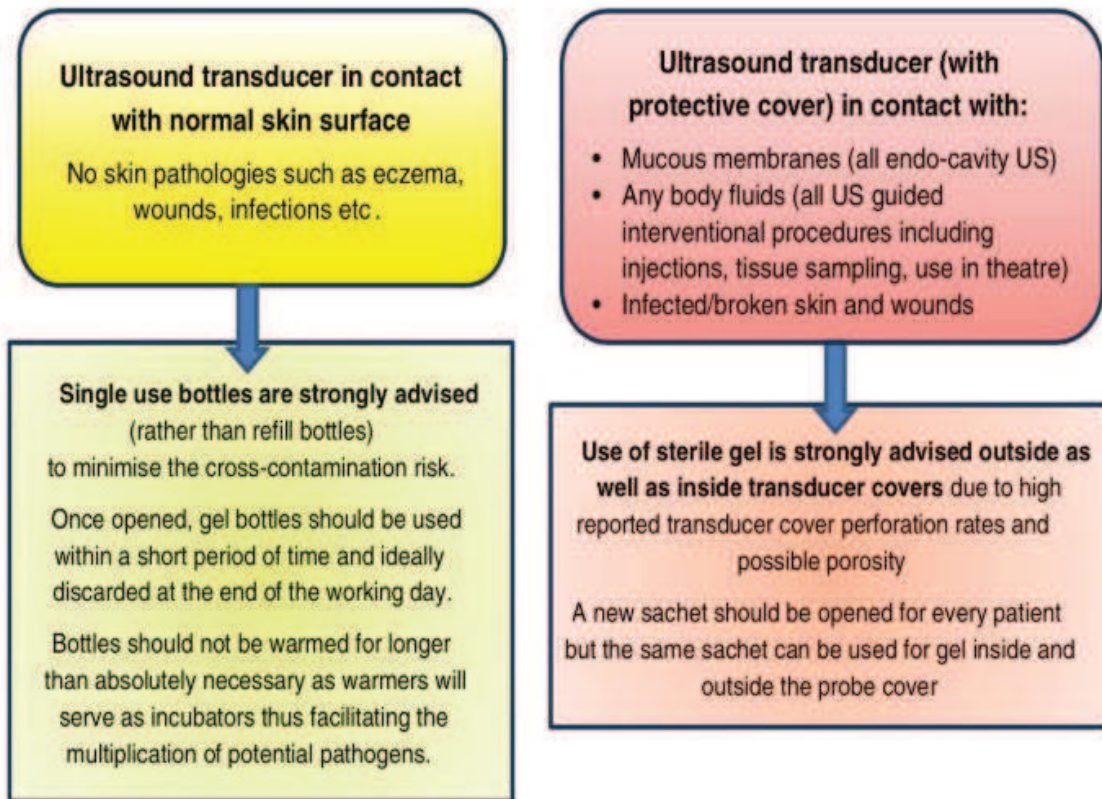 Ultrasound transducer in contact
with normal skin surface
No skin pathologies such as eczema,
wounds, infections etc .
Single use bottles are strongly advised
(rather than refill bottles)
to minimise the cross-contamination risk.
Once opened, gel bottles should be used
within a short period of time and ideally
discarded at the end of the working day.
Bottles should not be warmed for longer
than absolutely necessary as warmers will
serve as incubators thus facilitating the
multiplication of potential pathogens.
Ultrasound transducer (with
protective cover) in contact with:
• Mucous membranes (all endo-cavity US)
• Any body fluids (all US guided
interventional procedures including
injections, tissue sampling, use in theatre)
• Infected/broken skin and wounds
Use of sterile gel is strongly advised outside as
well as inside transducer covers due to high
reported transducer cover perforation rates and
possible porosity
A new sachet should be opened for every patient
but the same sachet can be used for gel inside and
outside the probe cover